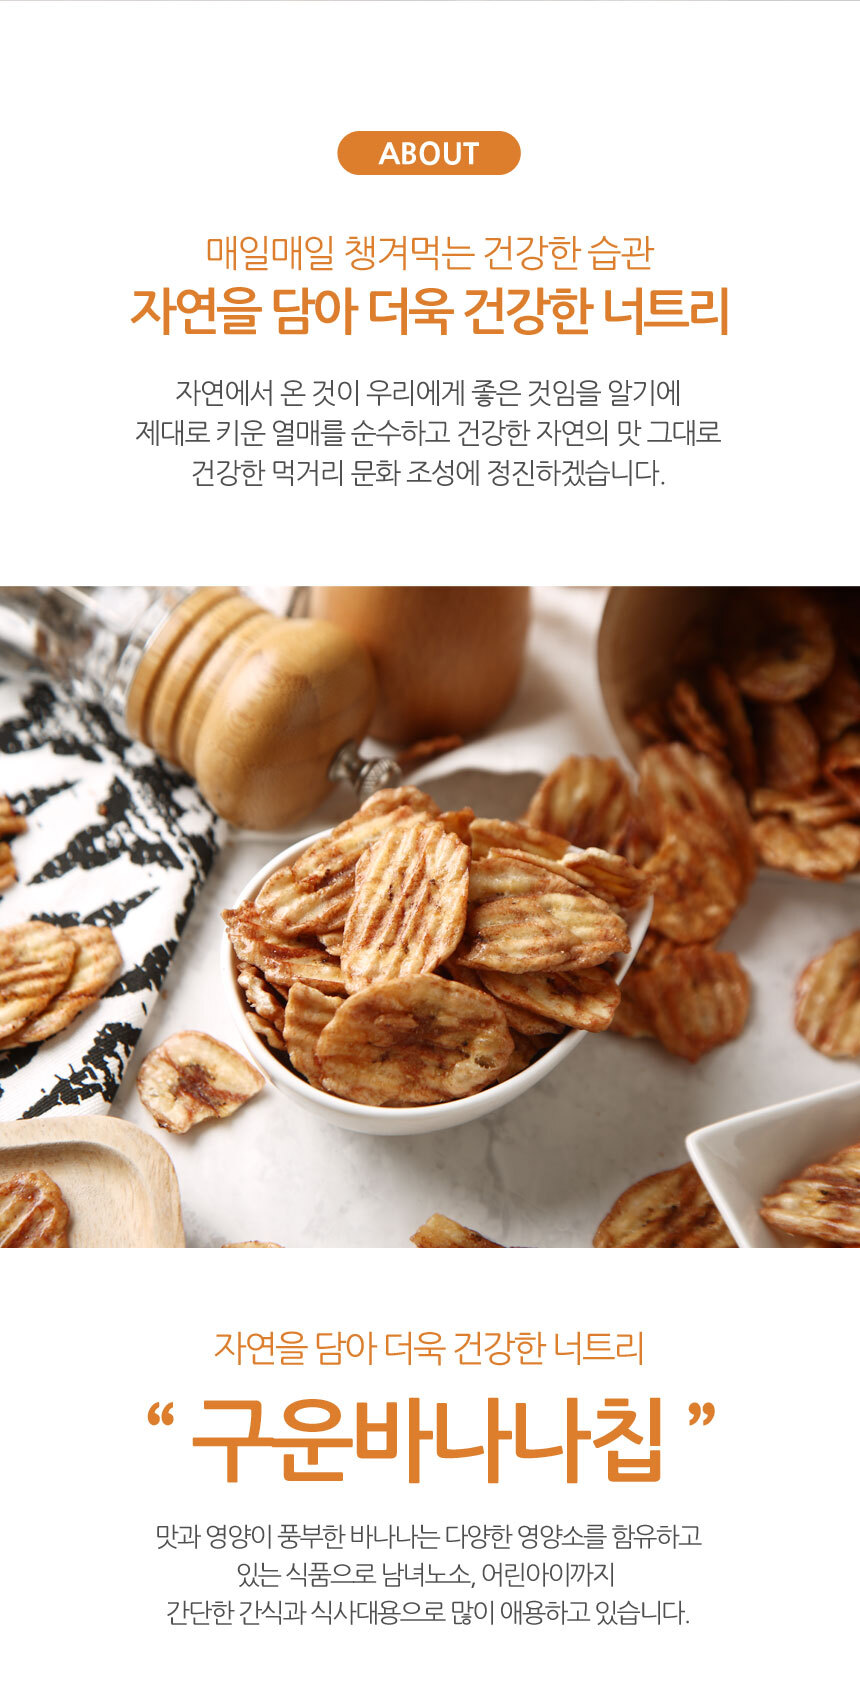 ABOUT
매일매일 챙겨먹는 건강한 습관
자연을 담아 더욱 건강한 너트리
자연에서 온 것이 우리에게 좋은 것임을 알기에
제대로 키운 열매를 순수하고 건강한 자연의 맛 그대로
건강한 먹거리 문화 조성에 정진하겠습니다.
자연을 담아 더욱 건강한 너트리
“ 구운바나나칩 ”
맛과 영양이 풍부한 바나나는 다양한 영양소를 함유하고
있는 식품으로 남녀노소, 어린아이까지
간단한 간식과 식사대용으로 많이 애용하고 있습니다.